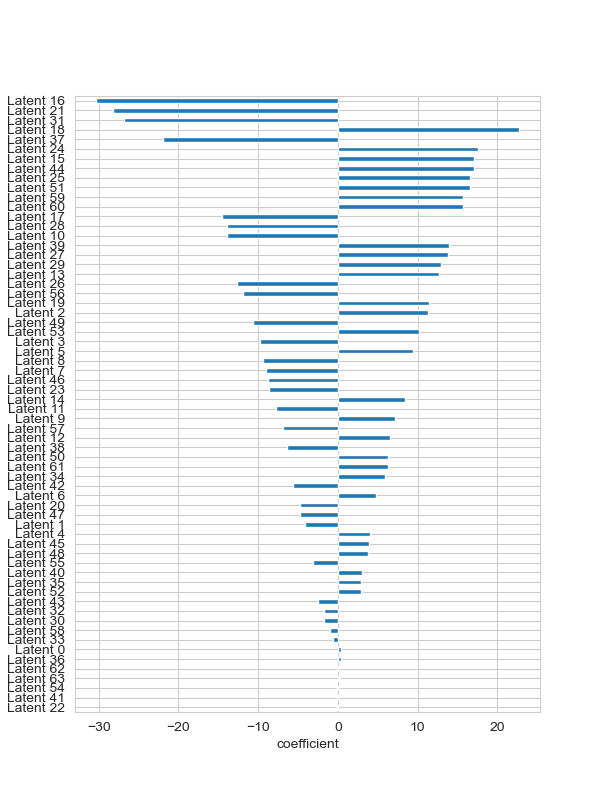 Latent 16
Latent 21
Latent 31
Latent 18
Latent 37
Latent 24
Latent 15
Latent 44
Latent 25
Latent 51
Latent 59
Latent 60
Latent 17
Latent 28
Latent 10
Latent 39
Latent 27
Latent 29
Latent 13
Latent 26
Latent 56
Latent 19
Latent 2
Latent 49
Latent 53
Latent 3
Latent 5
Latent 8
Latent 7
Latent 46
Latent 23
Latent 14
Latent 11
Latent 9
Latent 57
Latent 12
Latent 38
Latent 50
Latent 61
Latent 34
Latent 42
Latent 6
Latent 20
Latent 47
Latent 1
Latent 4
Latent 45
Latent 48
Latent 55
Latent 40
Latent 35
Latent 52
Latent 43
Latent 32
Latent 30
Latent 58
Latent 33
Latent 0
Latent 36
Latent 62
Latent 63
Latent 54
Latent 41
Latent 22
−30 −20 −10 0 10 20
coefficient